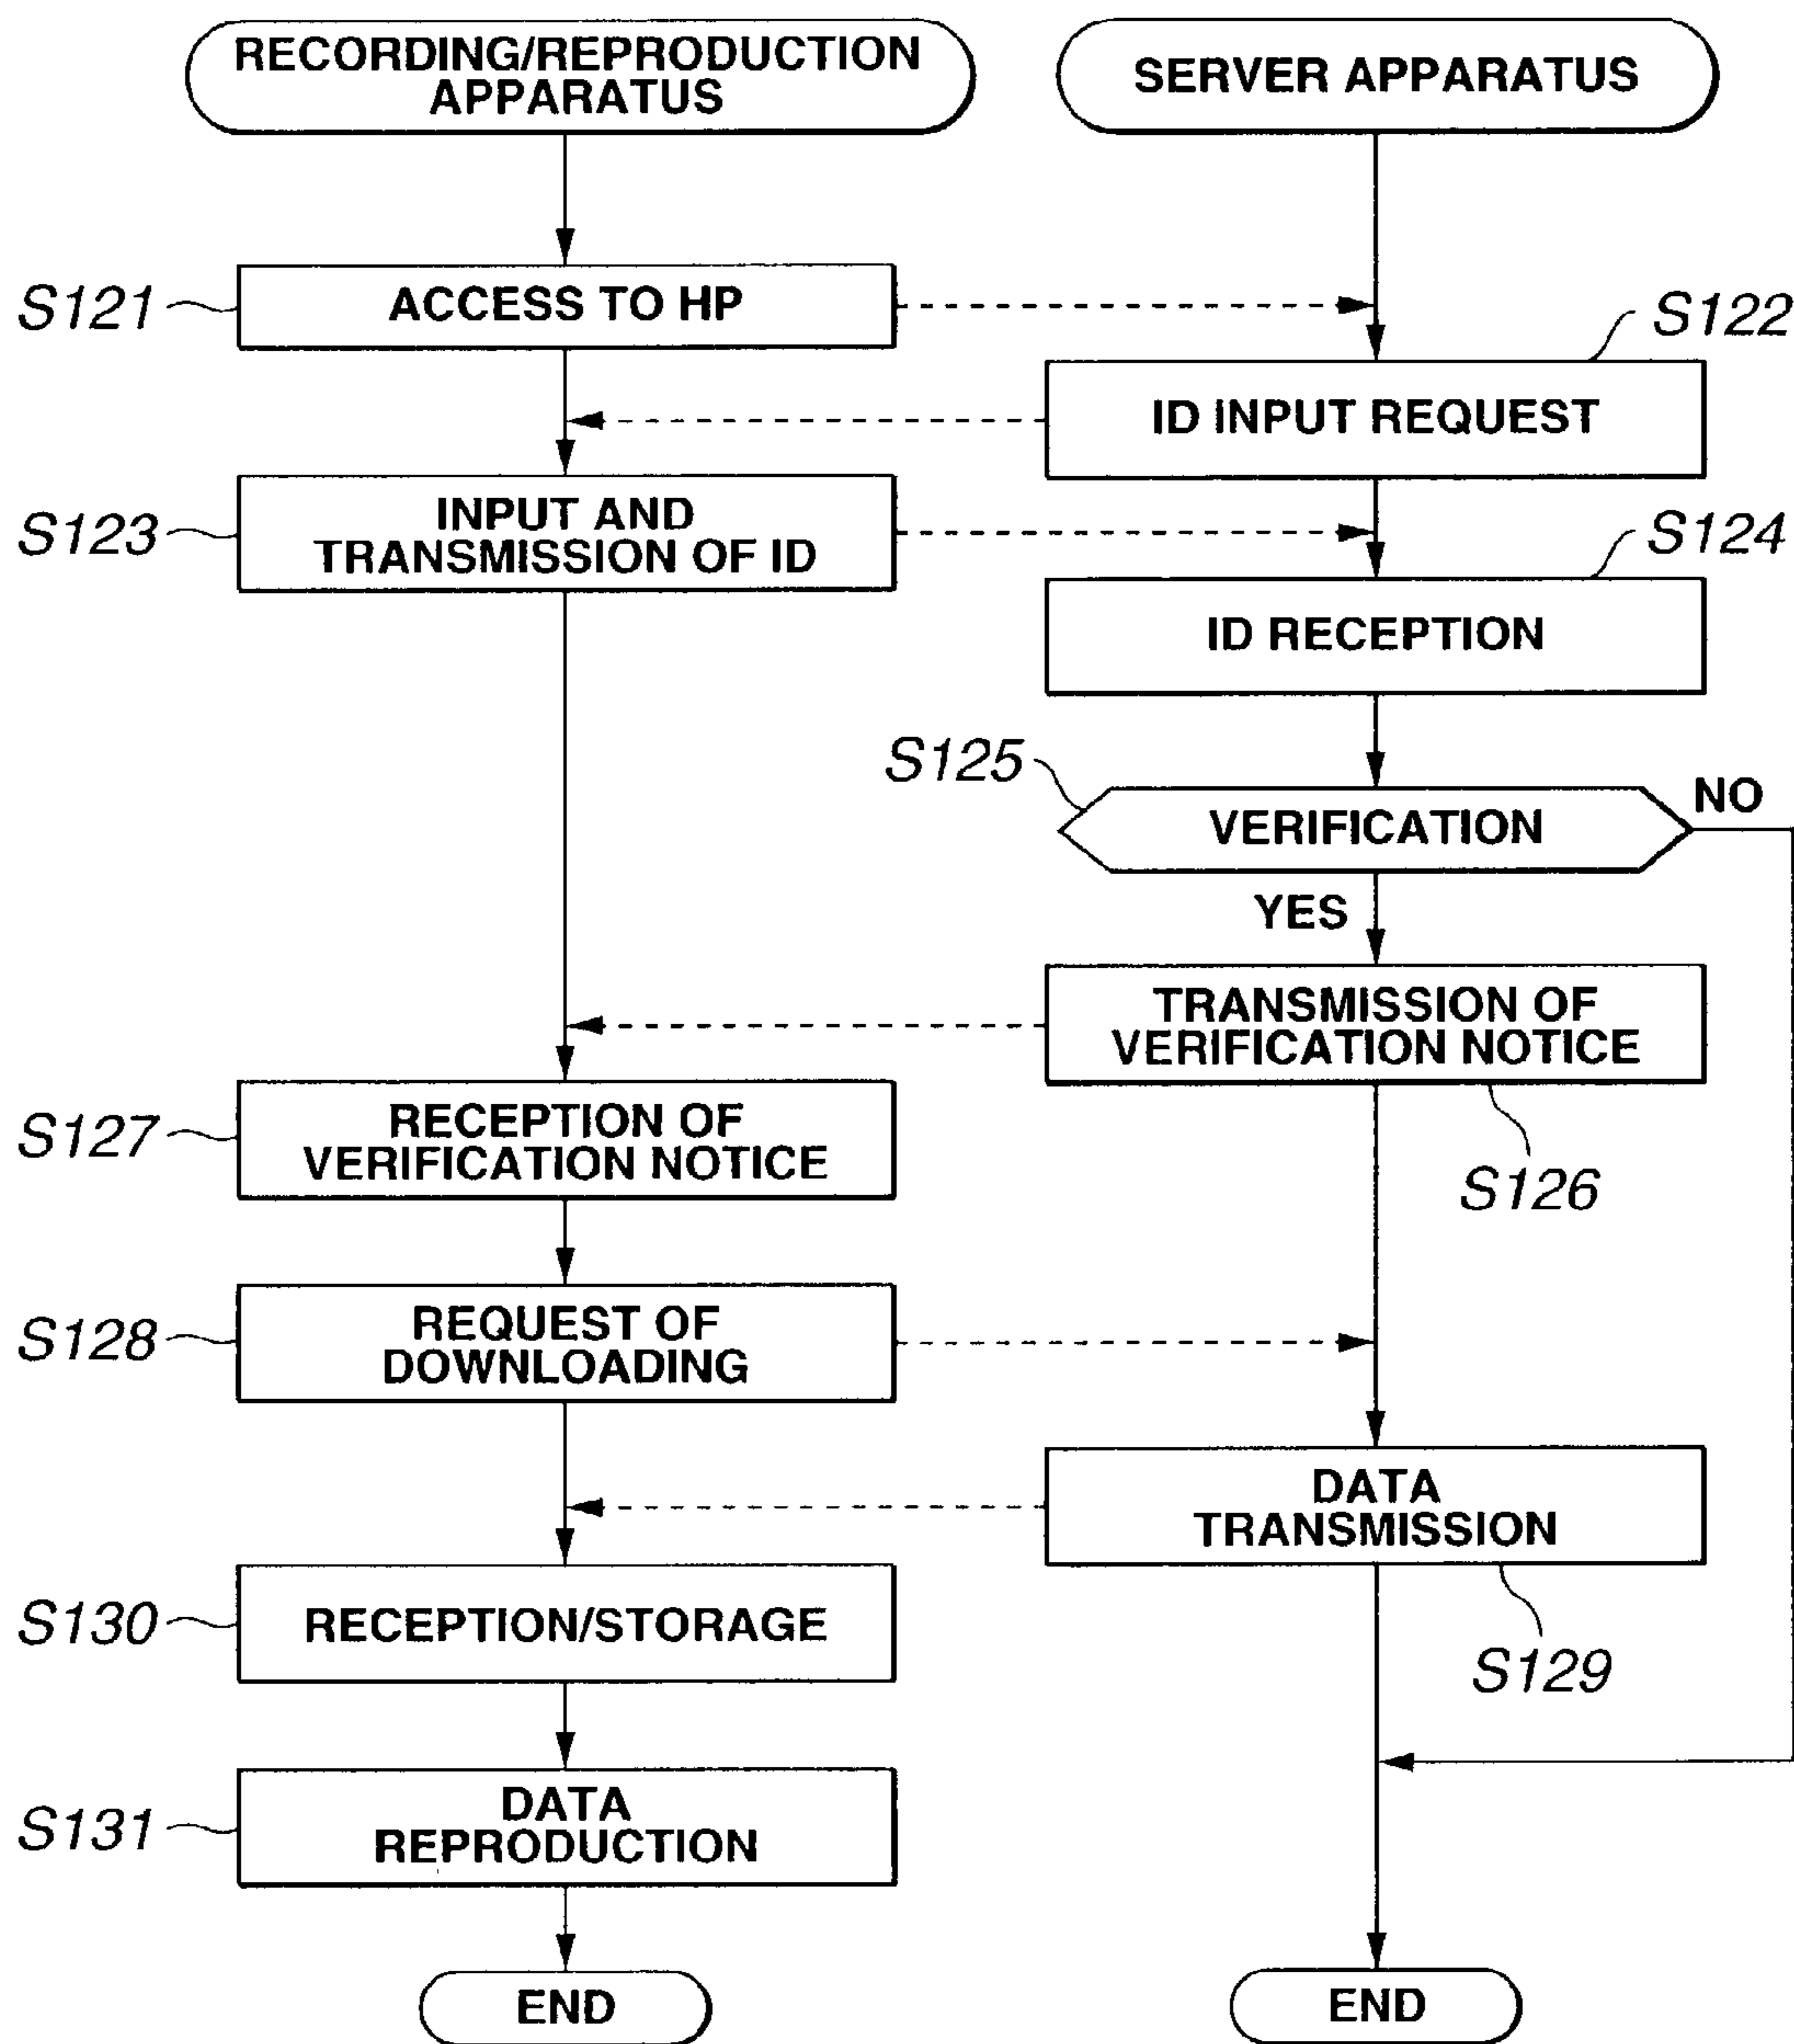 RECORDING/REPRODUCTION
APPARATUS
SERVER APPARATUS
S121
ACCESS TO HP
S122
ID INPUT REQUEST
S123
INPUT AND
TRANSMISSION OF ID
S124
ID RECEPTION
S125
VERIFICATION
NO
YES
TRANSMISSION OF
VERIFICATION NOTICE
S126
S127
RECEPTION OF
VERIFICATION NOTICE
S128
REQUEST OF
DOWNLOADING
DATA
TRANSMISSION
S129
S130
RECEPTION/STORAGE
S131
DATA
REPRODUCTION
END
END